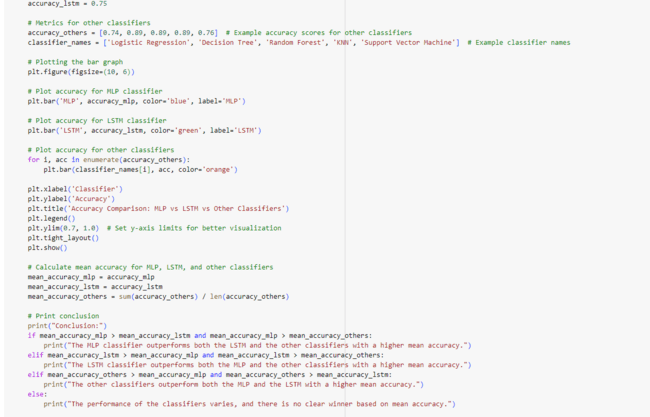 accuracy_lstm = 0.75
# Metrics for other classifiers
accuracy_others = [0.74, 0.89, 0.89, 0.89, 0.76]  # Example accuracy scores for other classifiers
classifier_names = ['Logistic Regression', 'Decision Tree', 'Random Forest', 'KNN', 'Support Vector Machine']  # Example classifier names
# Plotting the bar graph
plt.figure(figsize=(10, 6))
# Plot accuracy for MLP classifier
plt.bar('MLP', accuracy_mlp, color='blue', label='MLP')
# Plot accuracy for LSTM classifier
plt.bar('LSTM', accuracy_lstm, color='green', label='LSTM')
# Plot accuracy for other classifiers
for i, acc in enumerate(accuracy_others):
    plt.bar(classifier_names[i], acc, color='orange')
plt.xlabel('Classifier')
plt.ylabel('Accuracy')
plt.title('Accuracy Comparison: MLP vs LSTM vs Other Classifiers')
plt.legend()
plt.ylim(0.7, 1.0)  # Set y-axis limits for better visualization
plt.tight_layout()
plt.show()
# Calculate mean accuracy for MLP, LSTM, and other classifiers
mean_accuracy_mlp = accuracy_mlp
mean_accuracy_lstm = accuracy_lstm
mean_accuracy_others = sum(accuracy_others) / len(accuracy_others)
# Print conclusion
print("Conclusion:")
if mean_accuracy_mlp > mean_accuracy_lstm and mean_accuracy_mlp > mean_accuracy_others:
    print("The MLP classifier outperforms both the LSTM and the other classifiers with a higher mean accuracy.")
elif mean_accuracy_lstm > mean_accuracy_mlp and mean_accuracy_lstm > mean_accuracy_others:
    print("The LSTM classifier outperforms both the MLP and the other classifiers with a higher mean accuracy.")
elif mean_accuracy_others > mean_accuracy_mlp and mean_accuracy_others > mean_accuracy_lstm:
    print("The other classifiers outperform both the MLP and the LSTM with a higher mean accuracy.")
else:
    print("The performance of the classifiers varies, and there is no clear winner based on mean accuracy.")